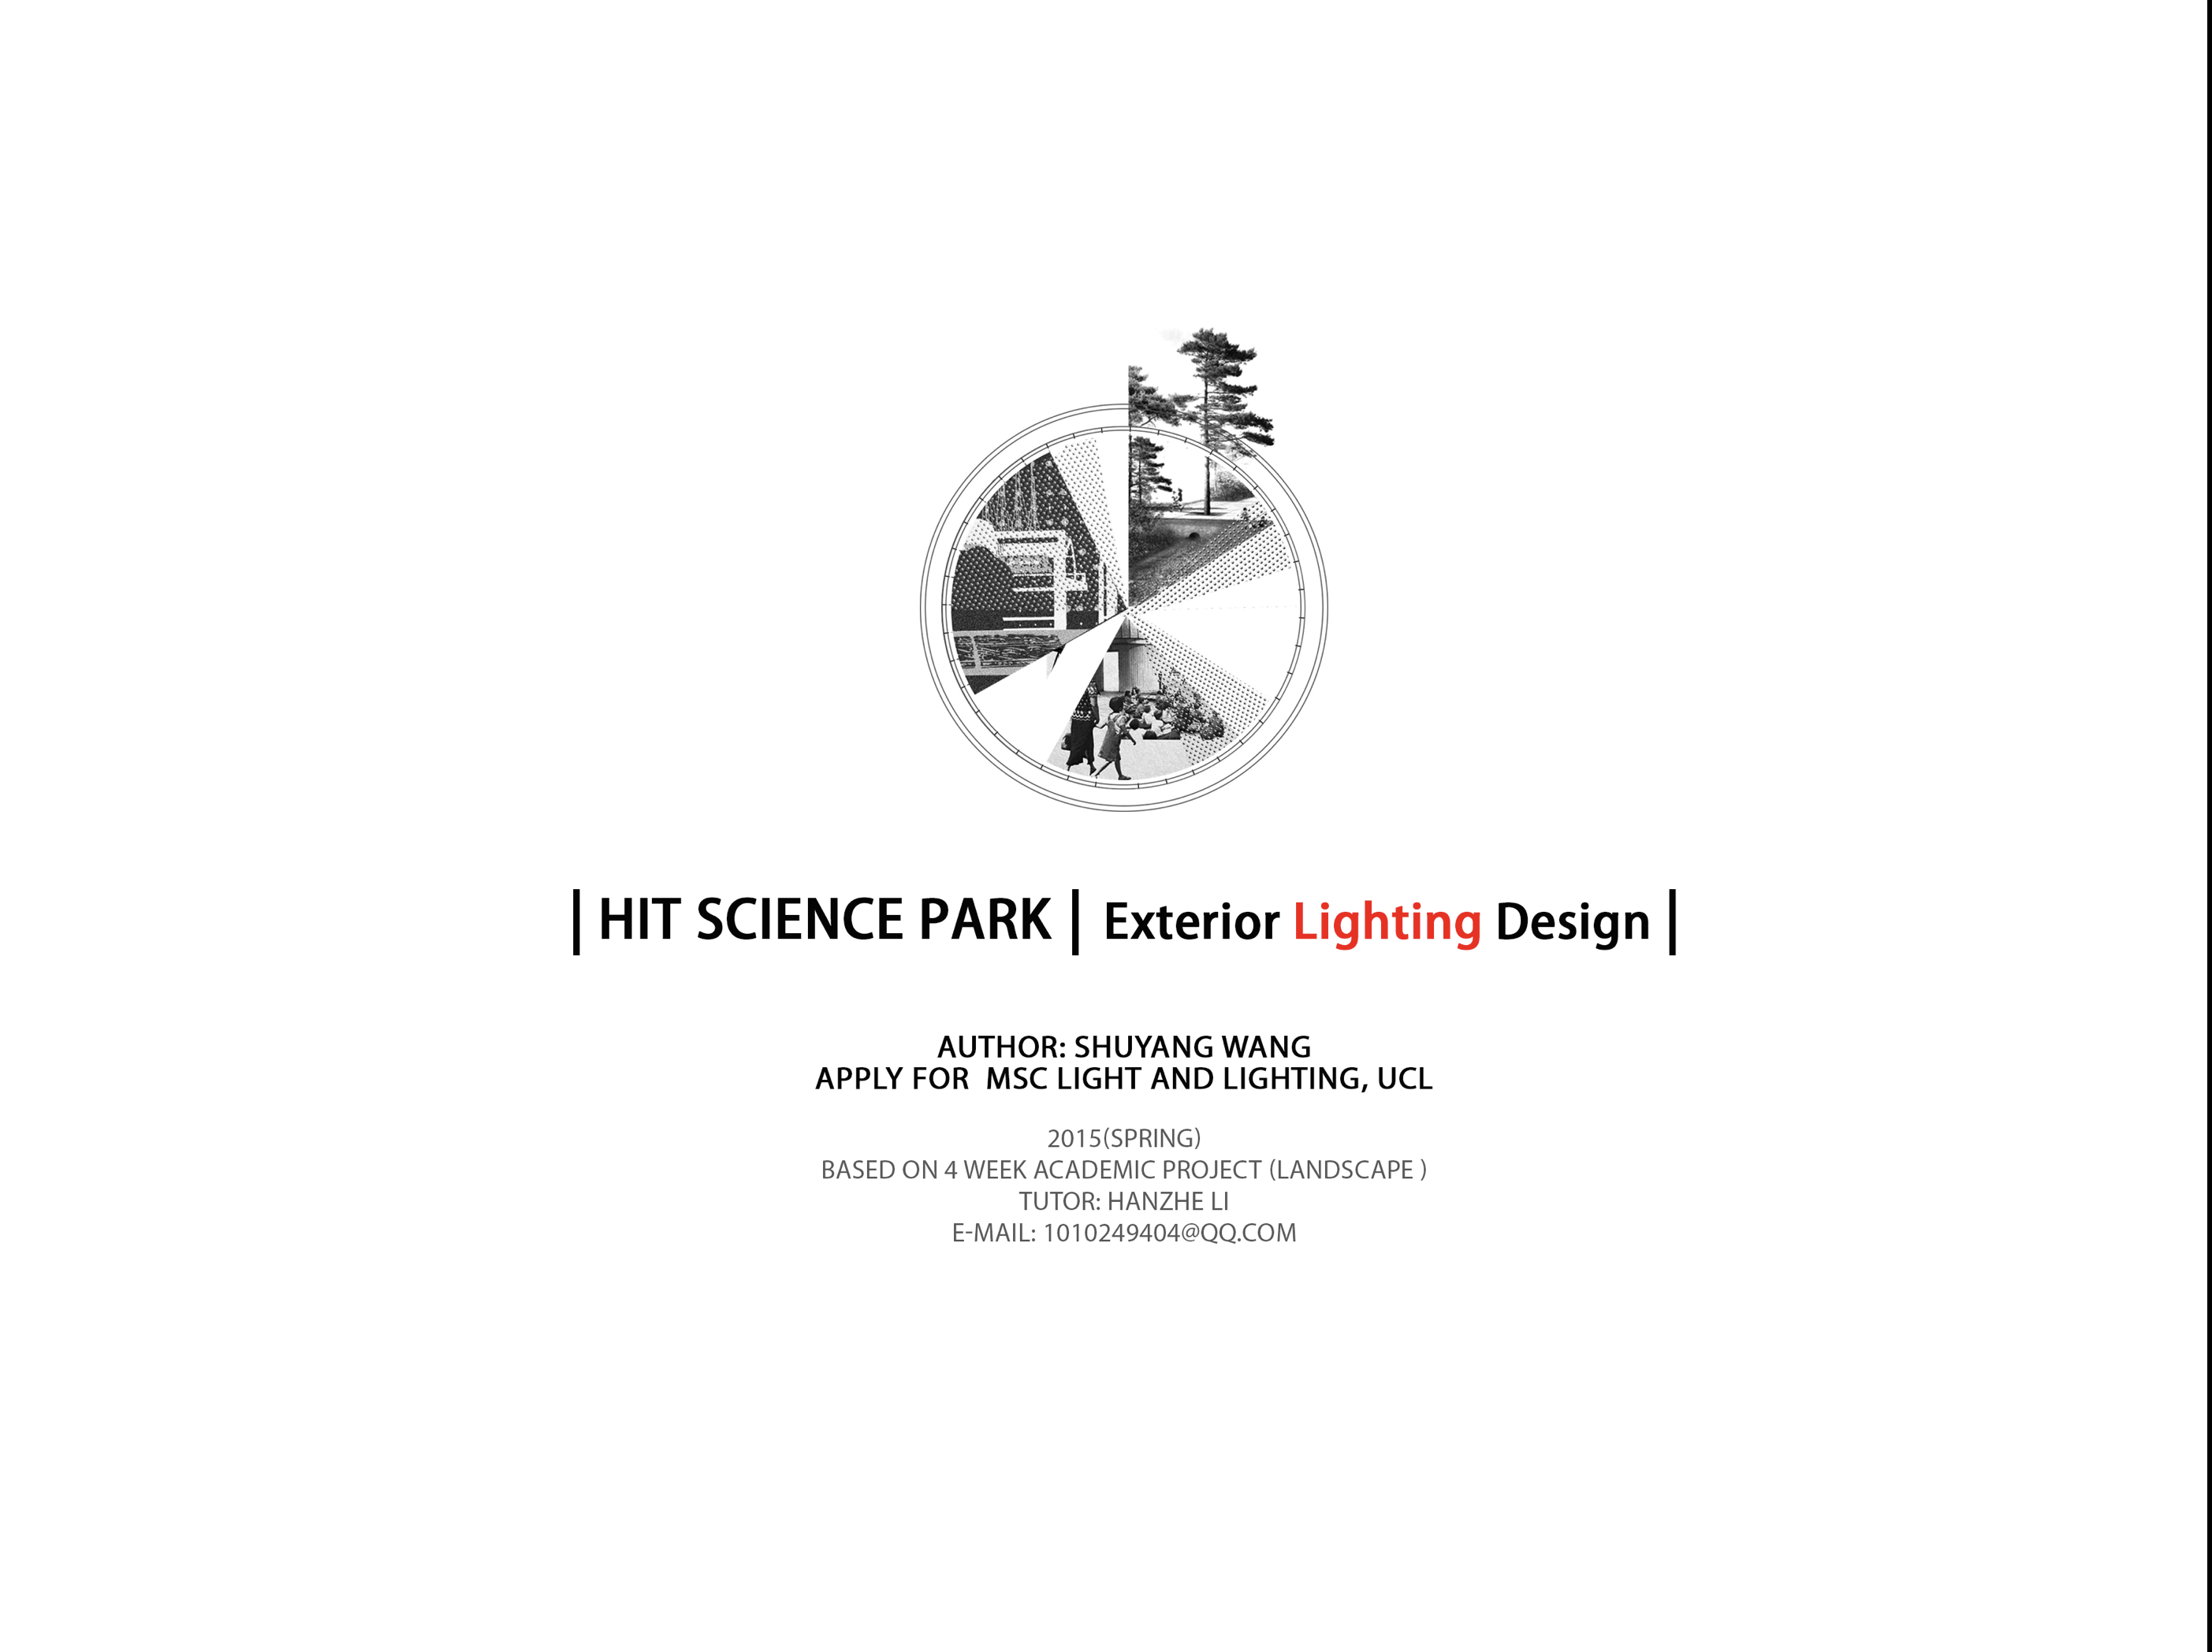 | HIT SCIENCE PARK | Exterior Lighting Design |
AUTHOR: SHUYANG WANG
APPLY FOR  MSC LIGHT AND LIGHTING, UCL
2015(SPRING)
BASED ON 4 WEEK ACADEMIC PROJECT (LANDSCAPE )
TUTOR: HANZHE LI
E-MAIL: 1010249404@QQ.COM